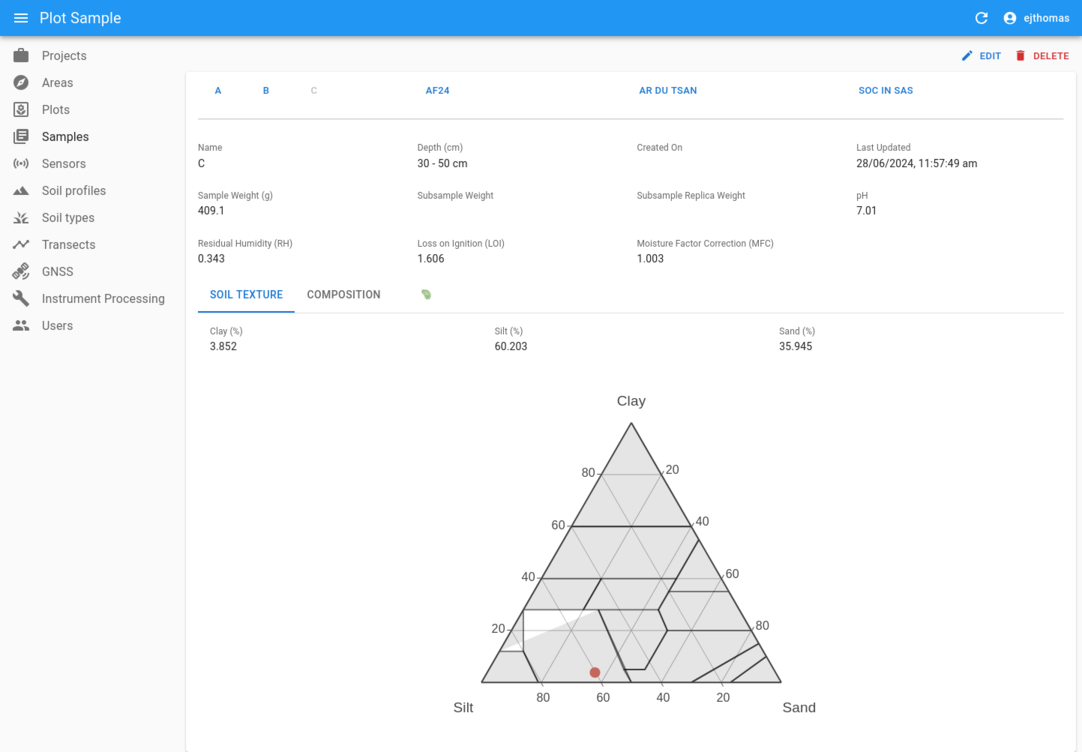 Plot Sample
ejthomas
Projects
Areas
Plots
Samples
Sensors
Soil profiles
Soil types
Transects
GNSS
Instrument Processing
Users
EDIT DELETE
A B C AF24 AR DU TSAN SOC IN SAS
Name Depth (cm) Created On Last Updated
C 30 - 50 cm 28/06/2024, 11:57:49 am
Sample Weight (g) Subsample Weight Subsample Replica Weight pH
409.1 7.01
Residual Humidity (RH) Loss on Ignition (LOI) Moisture Factor Correction (MFC)
0.343 1.606 1.003
SOIL TEXTURE COMPOSITION
Clay (%) Silt (%) Sand (%)
3.852 60.203 35.945
Clay
80 20
60 40
40 60
20 80
80 60 40 20
Silt Sand